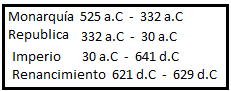 Monarquía 525 a.C - 332 a.C
Republica 332 a.C - 30 a.C
Imperio 30 a.C - 641 d.C
Renancimiento 621 d.C - 629 d.C